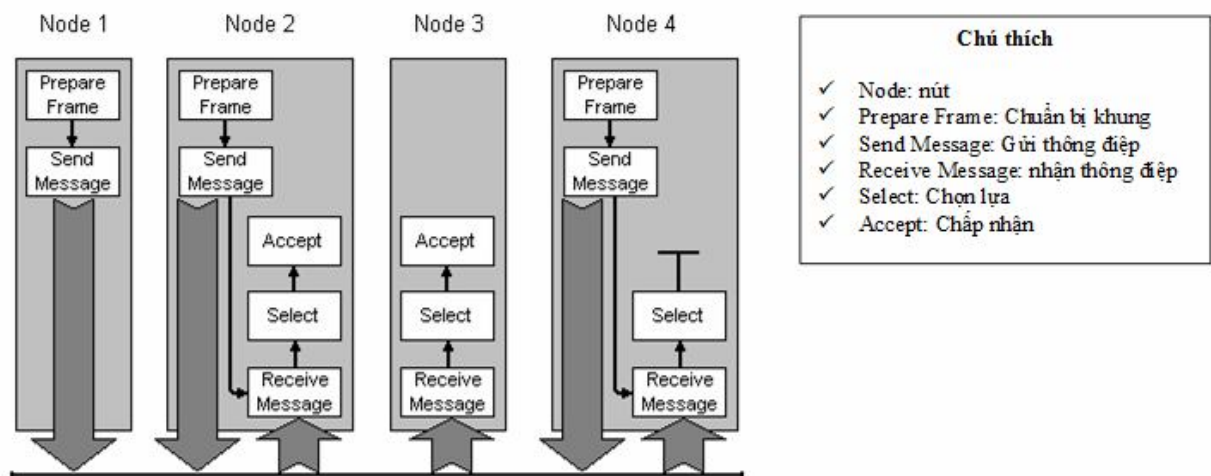 Node 1
Node 2
Node 3
Node 4
Prepare
Frame
Send
Message
Prepare
Frame
Send
Message
Accept
Select
Receive
Message
Accept
Select
Receive
Message
Prepare
Frame
Send
Message
Select
Receive
Message
Chú thích
✓ Node: nút
✓ Prepare Frame: Chuẩn bị khung
✓ Send Message: Gửi thông điệp
✓ Receive Message: nhận thông điệp
✓ Select: Chọn lựa
✓ Accept: Chấp nhận